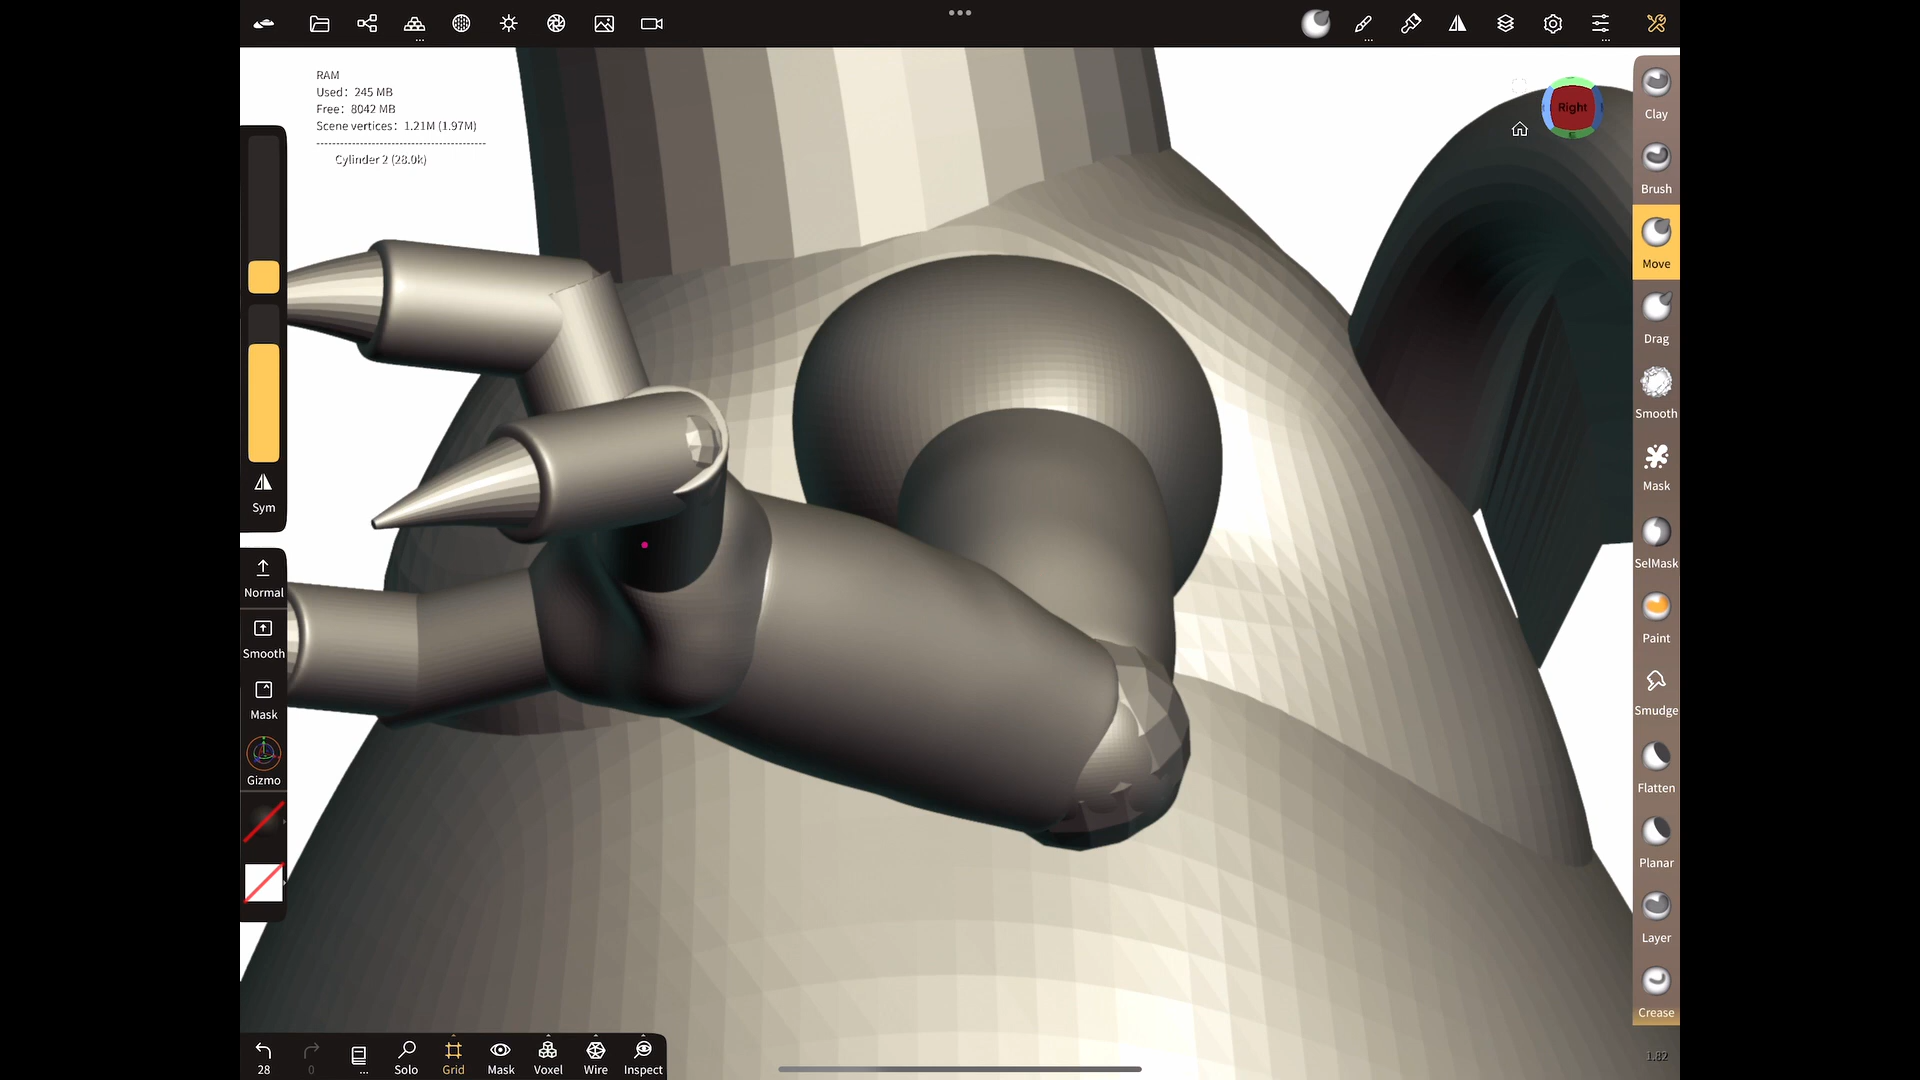 RAM
Used: 245 MB
Free: 8042 MB
Scene vertices: 1.21M (1.97M)
Cylinder 2 (28.0k)
Right
Clay
Brush
Move
Drag
Smooth
Mask
SelMask
Paint
Smudge
Flatten
Planar
Layer
Crease
1.82
Sym
Normal
Smooth
Mask
Gizmo
28
0
...
Solo
Grid
Mask
Voxel
Wire
Inspect